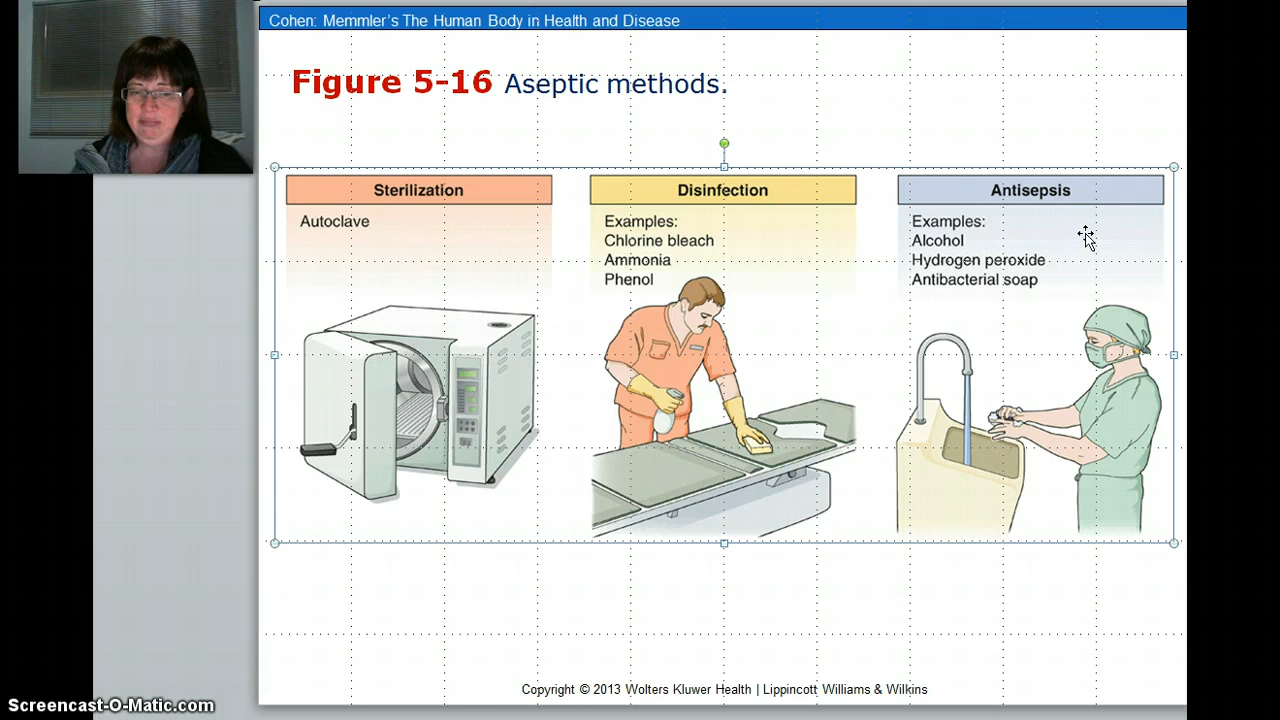 Cohen: Memmler's The Human Body in Health and Disease
Figure 5-16 Aseptic methods.
Sterilization
Autoclave
Disinfection
Examples:
Chlorine bleach
Ammonia
Phenol
Antisepsis
Examples:
Alcohol
Hydrogen peroxide
Antibacterial soap
Copyright © 2013 Wolters Kluwer Health | Lippincott Williams & Wilkins
Screencast-O-Matic.com